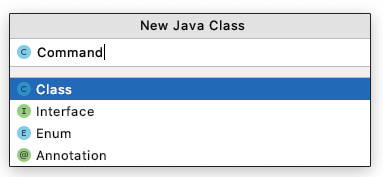 New Java Class
C Command
C Class
I Interface
E Enum
@ Annotation